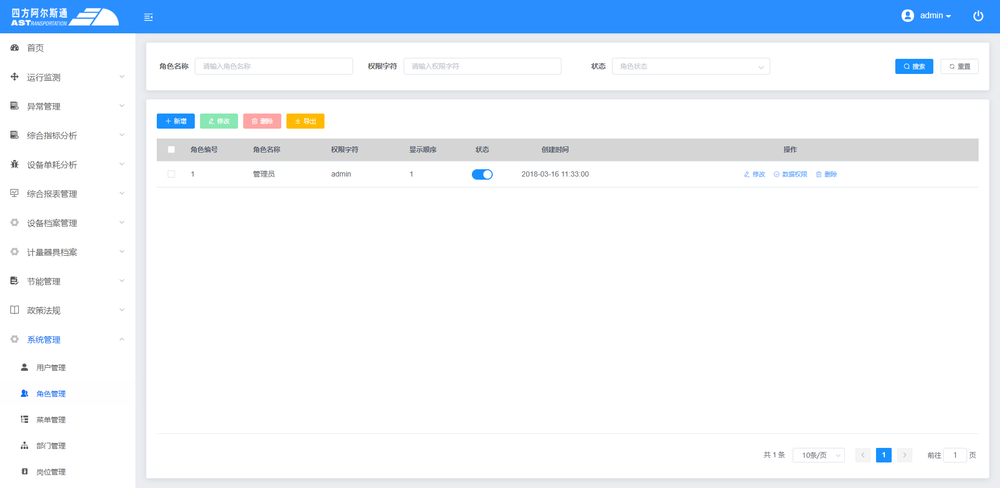 四方阿尔斯通
ASTRANSPORTATION
admin
首页
运行监测
异常管理
综合指标分析
设备单耗分析
综合报表管理
设备档案管理
计量器具档案
节能管理
政策法规
系统管理
用户管理
角色管理
菜单管理
部门管理
岗位管理
角色名称 请输入角色名称 权限字符 请输入权限字符 状态 角色状态 搜索 重置
新增 修改 删除 导出
角色编号 角色名称 权限字符 显示顺序 状态 创建时间 操作
1 管理员 admin 1 2018-03-16 11:33:00 修改 数据权限 删除
共 1 条 10条/页 1 前往 1 页